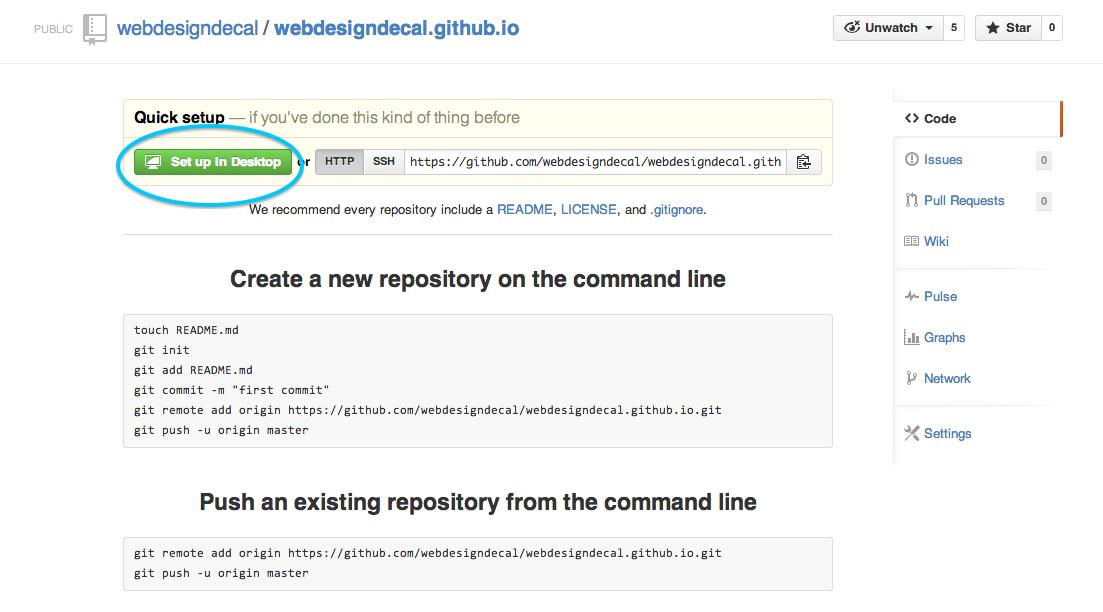 PUBLIC webdesigndecal / webdesigndecal.github.io Unwatch 5 Star 0
Quick setup — if you've done this kind of thing before
Set up in Desktop or HTTP SSH https://github.com/webdesigndecal/webdesigndecal.gith
We recommend every repository include a README, LICENSE, and .gitignore.
Create a new repository on the command line
touch README.md
git init
git add README.md
git commit -m "first commit"
git remote add origin https://github.com/webdesigndecal/webdesigndecal.github.io.git
git push -u origin master
Push an existing repository from the command line
git remote add origin https://github.com/webdesigndecal/webdesigndecal.github.io.git
git push -u origin master
Code
Issues 0
Pull Requests 0
Wiki
Pulse
Graphs
Network
Settings